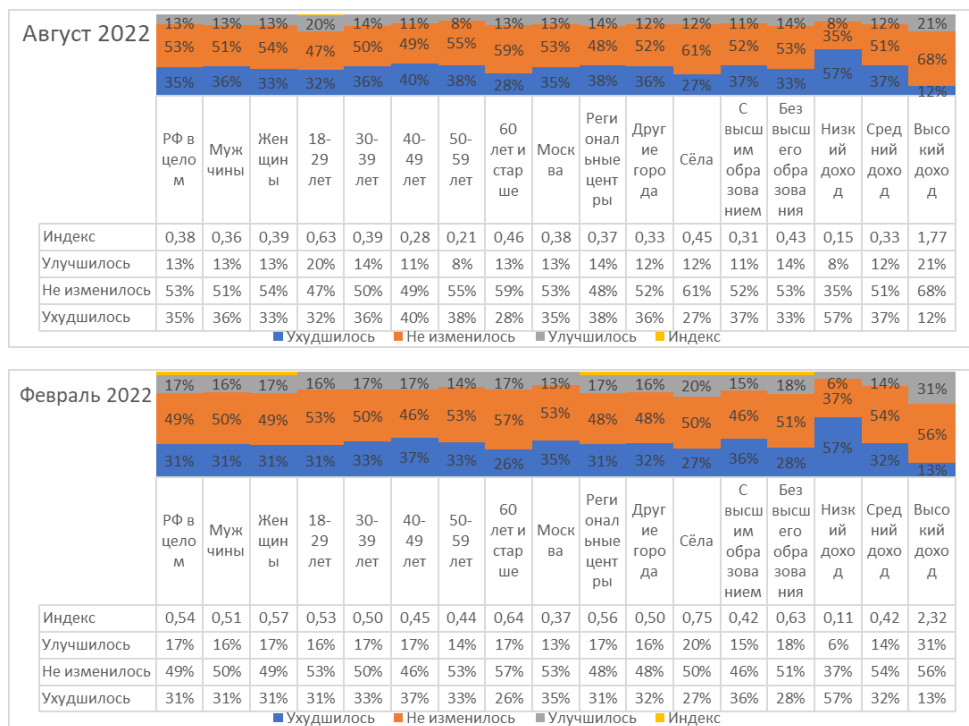 Август 2022
13% 13% 13% 20% 14% 11% 8% 13% 13% 14% 12% 12% 11% 14% 8% 12% 21%
53% 51% 54% 47% 50% 49% 55% 59% 53% 48% 52% 61% 52% 53% 35% 51% 68%
35% 36% 33% 32% 36% 40% 38% 28% 35% 38% 36% 27% 37% 33% 57% 37% 12%
РФ в целом Мужчины Женщины 18-29 лет 30-39 лет 40-49 лет 50-59 лет 60 лет и старше Москва Региональные центры Другие города Сёла С высшим образованием Без высшего образования Низкий доход Средний доход Высокий доход
Индекс 0,38 0,36 0,39 0,63 0,39 0,28 0,21 0,46 0,38 0,37 0,33 0,45 0,31 0,43 0,15 0,33 1,77
Улучшилось 13% 13% 13% 20% 14% 11% 8% 13% 13% 14% 12% 12% 11% 14% 8% 12% 21%
Не изменилось 53% 51% 54% 47% 50% 49% 55% 59% 53% 48% 52% 61% 52% 53% 35% 51% 68%
Ухудшилось 35% 36% 33% 32% 36% 40% 38% 28% 35% 38% 36% 27% 37% 33% 57% 37% 12%
Ухудшилось Не изменилось Улучшилось Индекс
Февраль 2022
17% 16% 17% 16% 17% 17% 14% 17% 13% 17% 16% 20% 15% 18% 6% 14% 31%
49% 50% 49% 53% 50% 46% 53% 57% 53% 48% 48% 50% 46% 51% 37% 54% 56%
31% 31% 31% 31% 33% 37% 33% 26% 35% 31% 32% 27% 36% 28% 57% 32% 13%
РФ в целом Мужчины Женщины 18-29 лет 30-39 лет 40-49 лет 50-59 лет 60 лет и старше Москва Региональные центры Другие города Сёла С высшим образованием Без высшего образования Низкий доход Средний доход Высокий доход
Индекс 0,54 0,51 0,57 0,53 0,50 0,45 0,44 0,64 0,37 0,56 0,50 0,75 0,42 0,63 0,11 0,42 2,32
Улучшилось 17% 16% 17% 16% 17% 17% 14% 17% 13% 17% 16% 20% 15% 18% 6% 14% 31%
Не изменилось 49% 50% 49% 53% 50% 46% 53% 57% 53% 48% 48% 50% 46% 51% 37% 54% 56%
Ухудшилось 31% 31% 31% 31% 33% 37% 33% 26% 35% 31% 32% 27% 36% 28% 57% 32% 13%
Ухудшилось Не изменилось Улучшилось Индекс